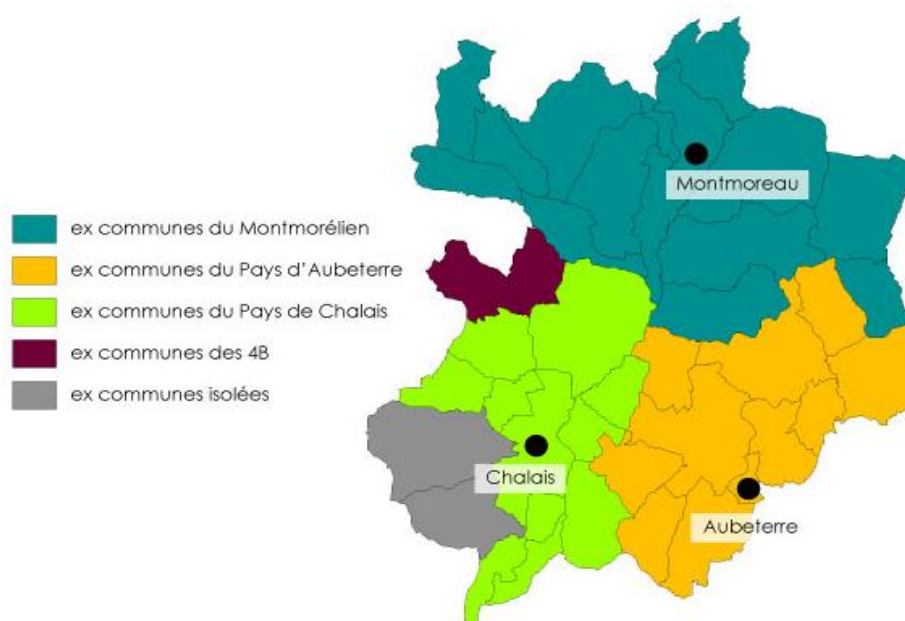 Montmoreau
ex communes du Montmorélien
ex communes du Pays d'Aubeterre
ex communes du Pays de Chalais
ex communes des 4B
ex communes isolées
Chalais
Aubeterre